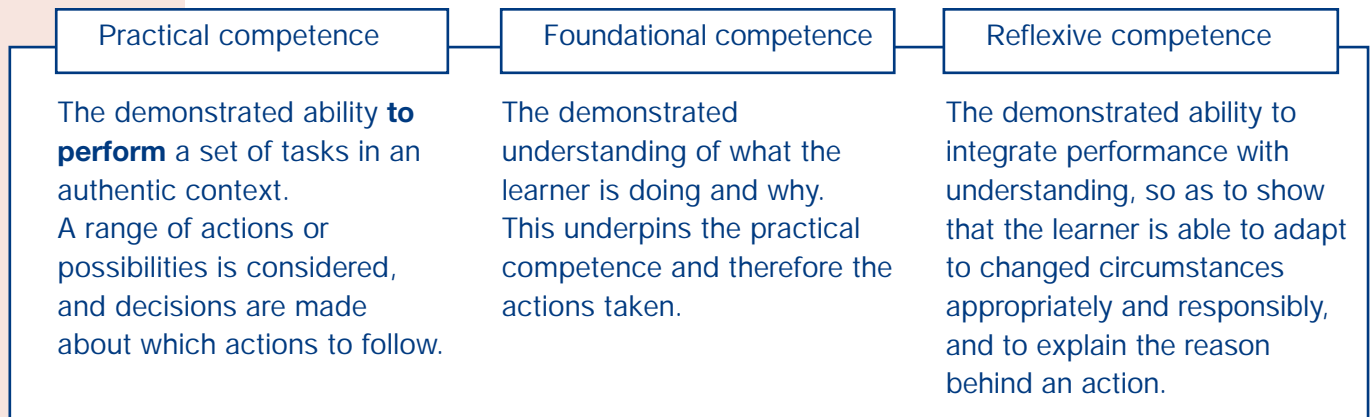 Practical competence
The demonstrated ability to
perform a set of tasks in an
authentic context.
A range of actions or
possibilities is considered,
and decisions are made
about which actions to follow.
Foundational competence
The demonstrated
understanding of what the
learner is doing and why.
This underpins the practical
competence and therefore the
actions taken.
Reflexive competence
The demonstrated ability to
integrate performance with
understanding, so as to show
that the learner is able to adapt
to changed circumstances
appropriately and responsibly,
and to explain the reason
behind an action.